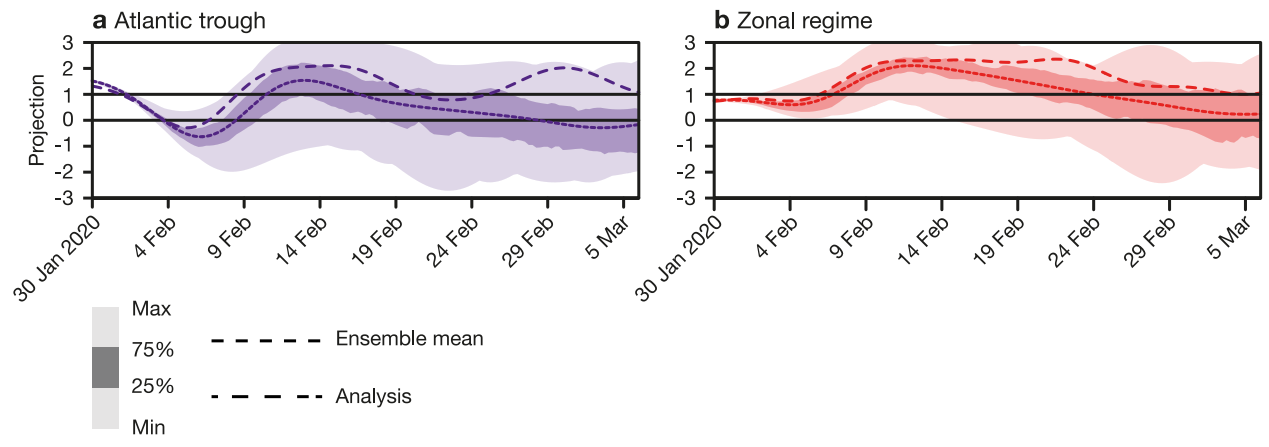 a Atlantic trough
b Zonal regime
Projection
3
2
1
0
-1
-2
-3
30 Jan 2020
4 Feb
9 Feb
14 Feb
19 Feb
24 Feb
29 Feb
5 Mar
3
2
1
0
-1
-2
-3
30 Jan 2020
4 Feb
9 Feb
14 Feb
19 Feb
24 Feb
29 Feb
5 Mar
Max
75%
25%
Min
Ensemble mean
Analysis